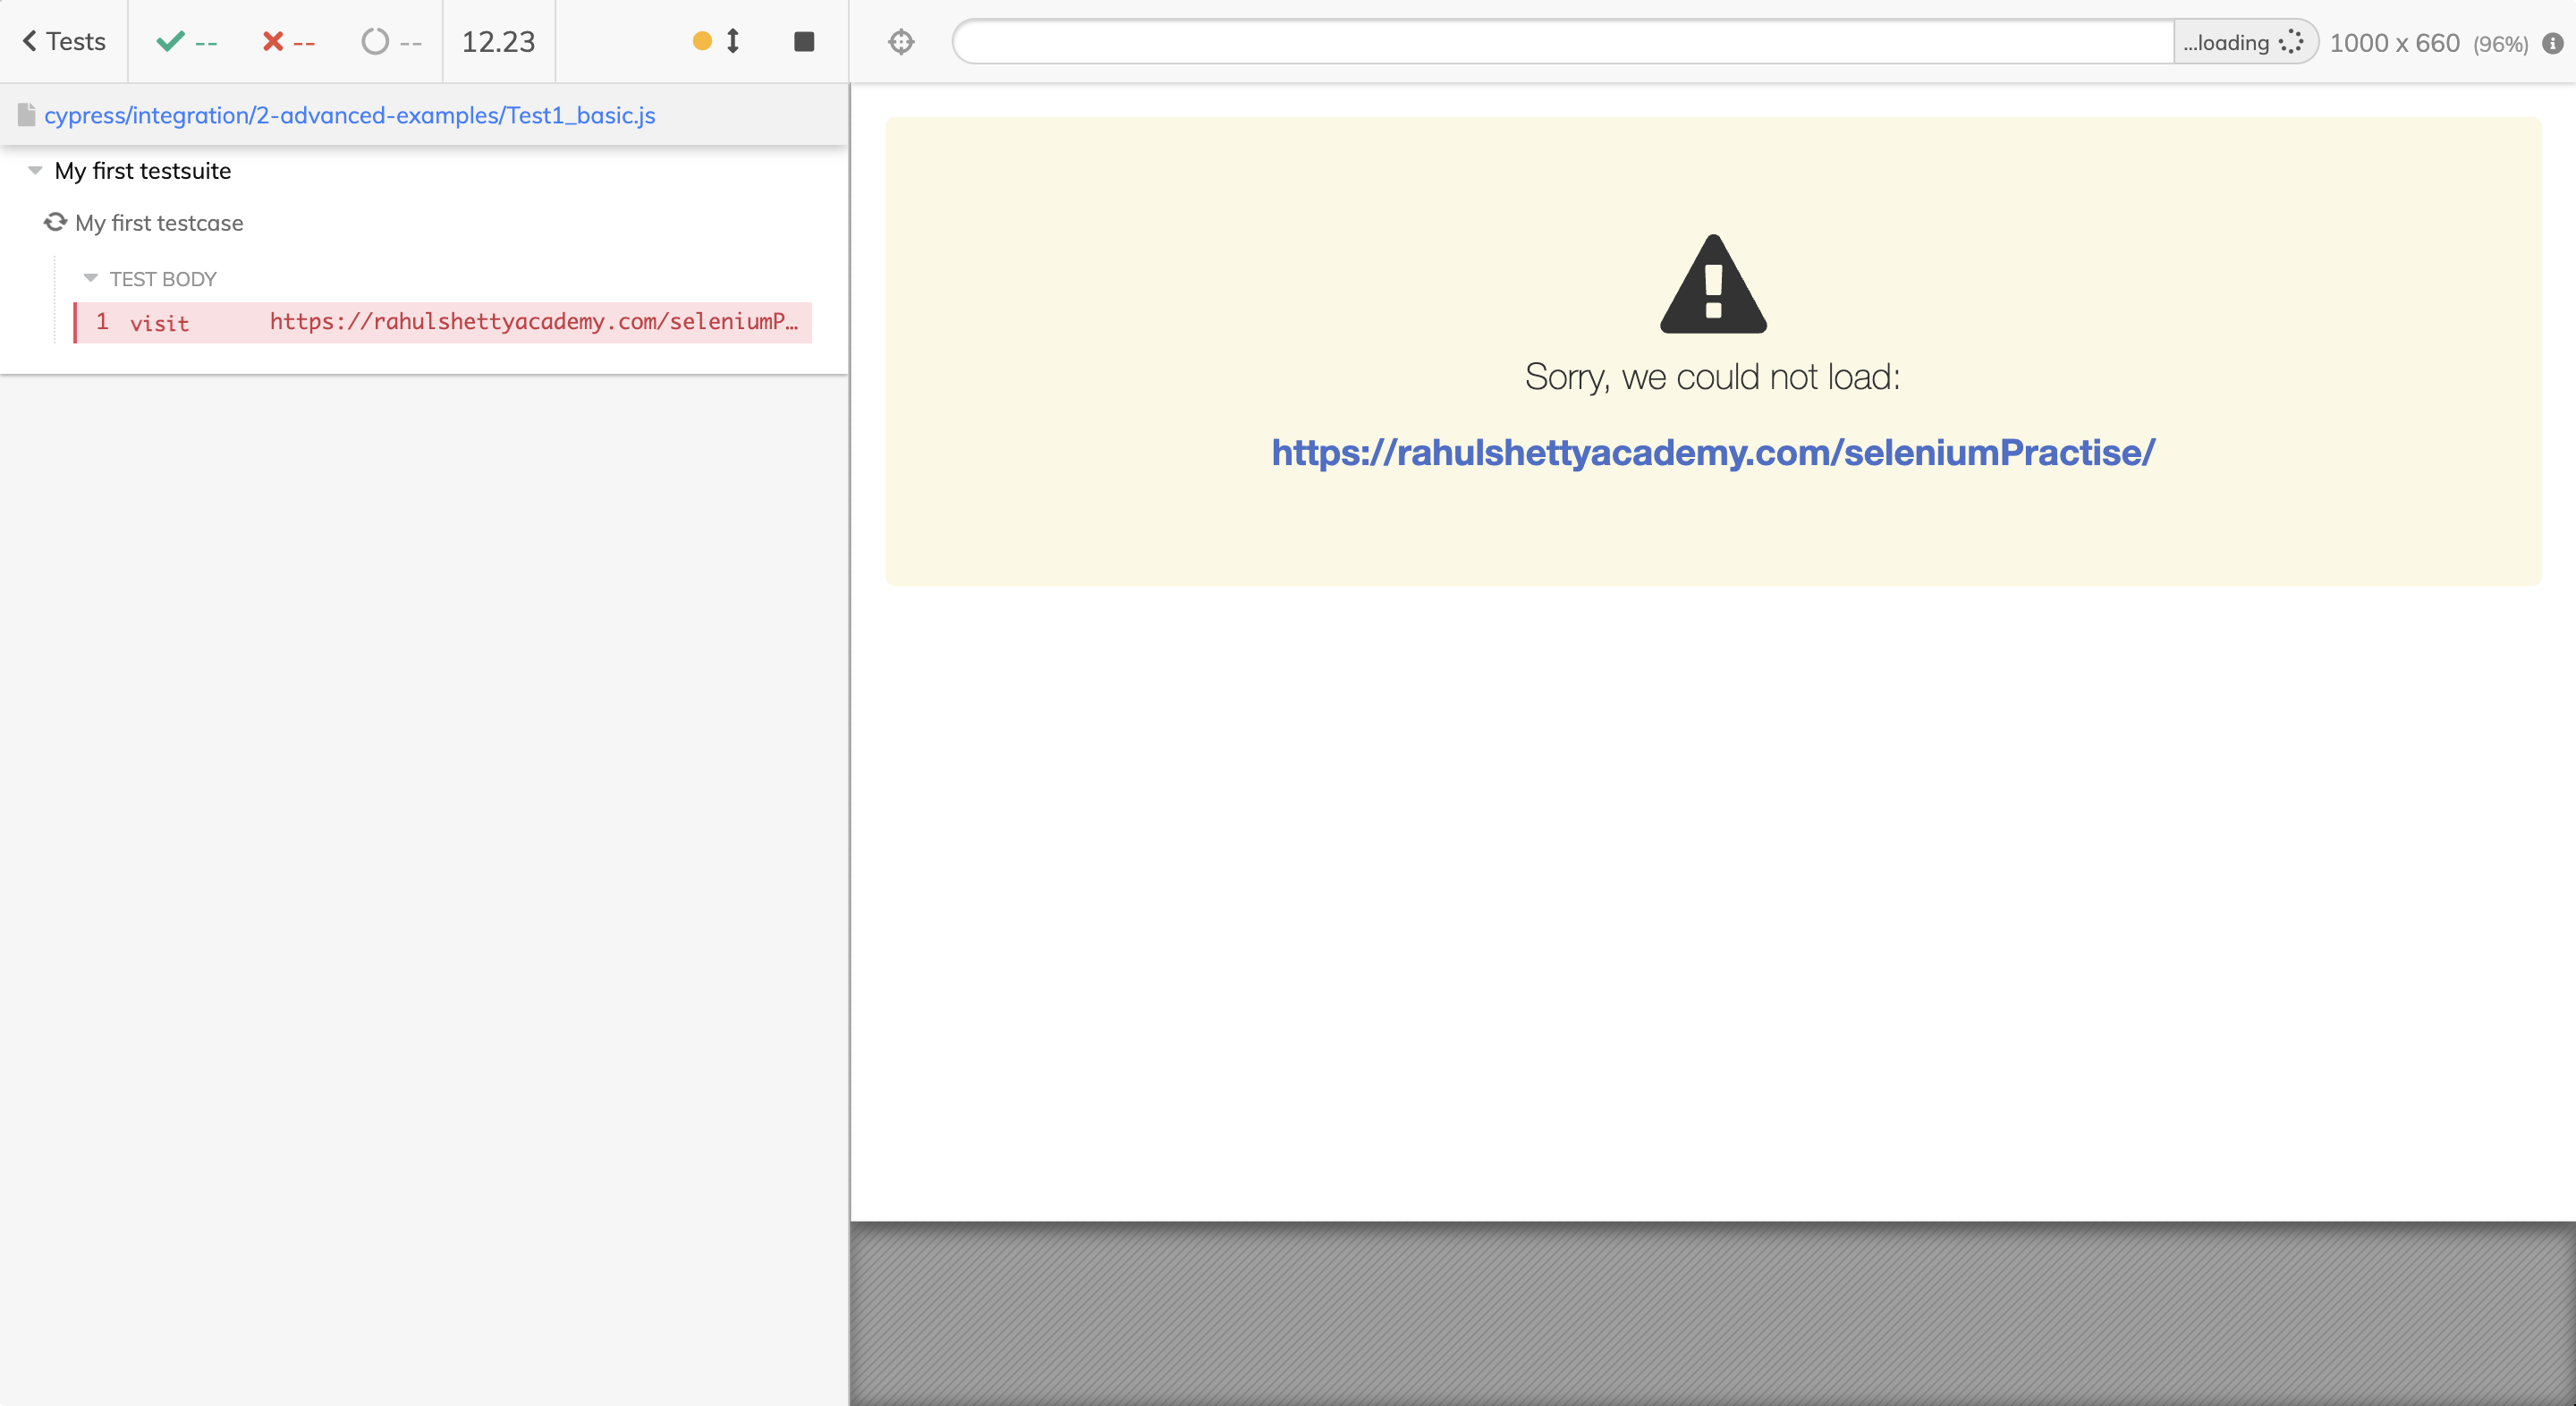 Tests -- -- -- 12.23
...loading 1000 x 660 (96%)
cypress/integration/2-advanced-examples/Test1_basic.js
My first testsuite
My first testcase
TEST BODY
1 visit https://rahulshettyacademy.com/seleniumP...
Sorry, we could not load:
https://rahulshettyacademy.com/seleniumPractise/